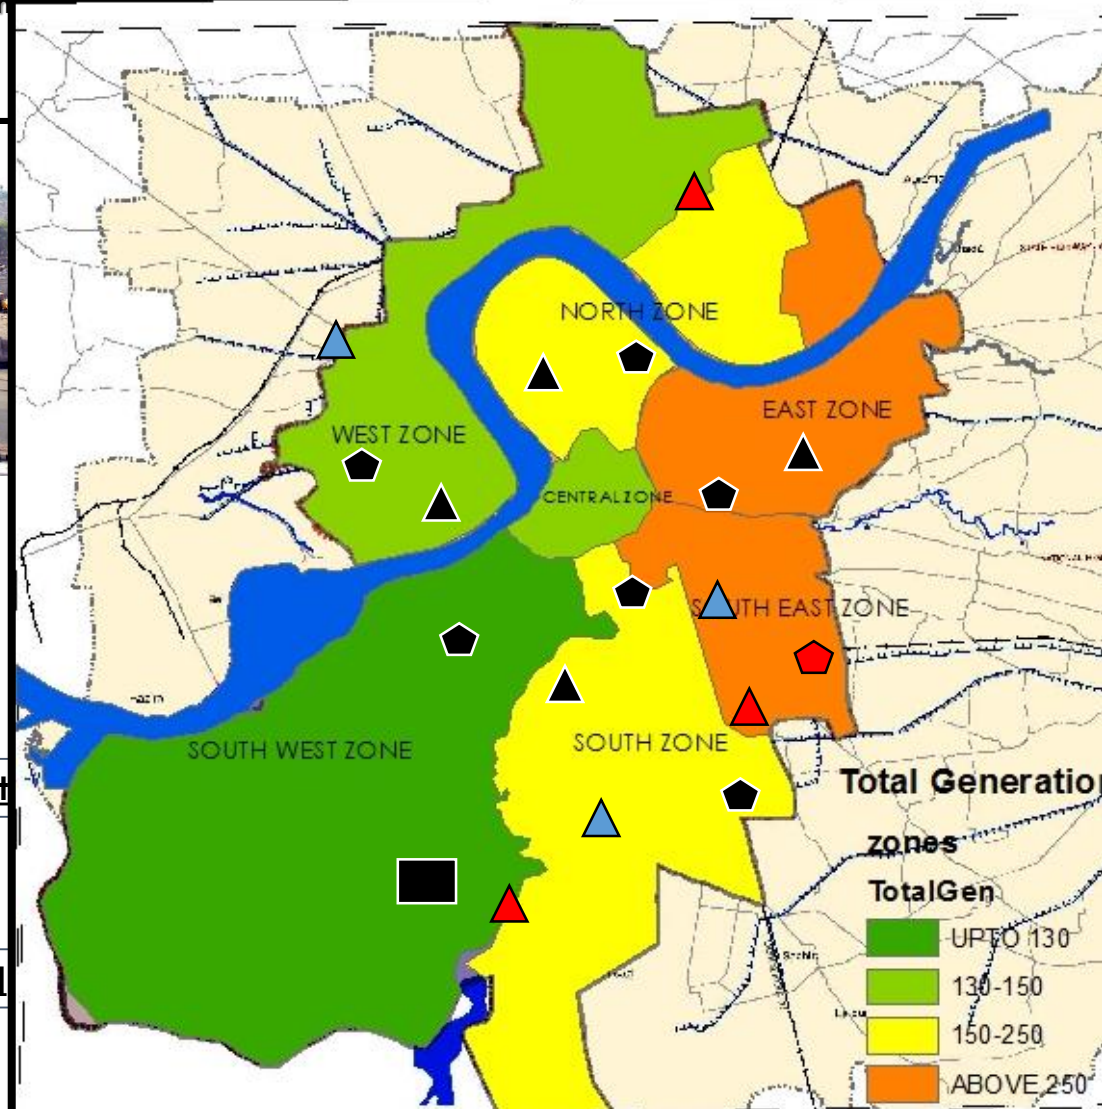 NORTH ZONE
EAST ZONE
WEST ZONE
CENTRAL ZONE
SOUTH EAST ZONE
SOUTH ZONE
SOUTH WEST ZONE
Total Generation
zones
TotalGen
UPTO 130
130-150
150-250
ABOVE 250